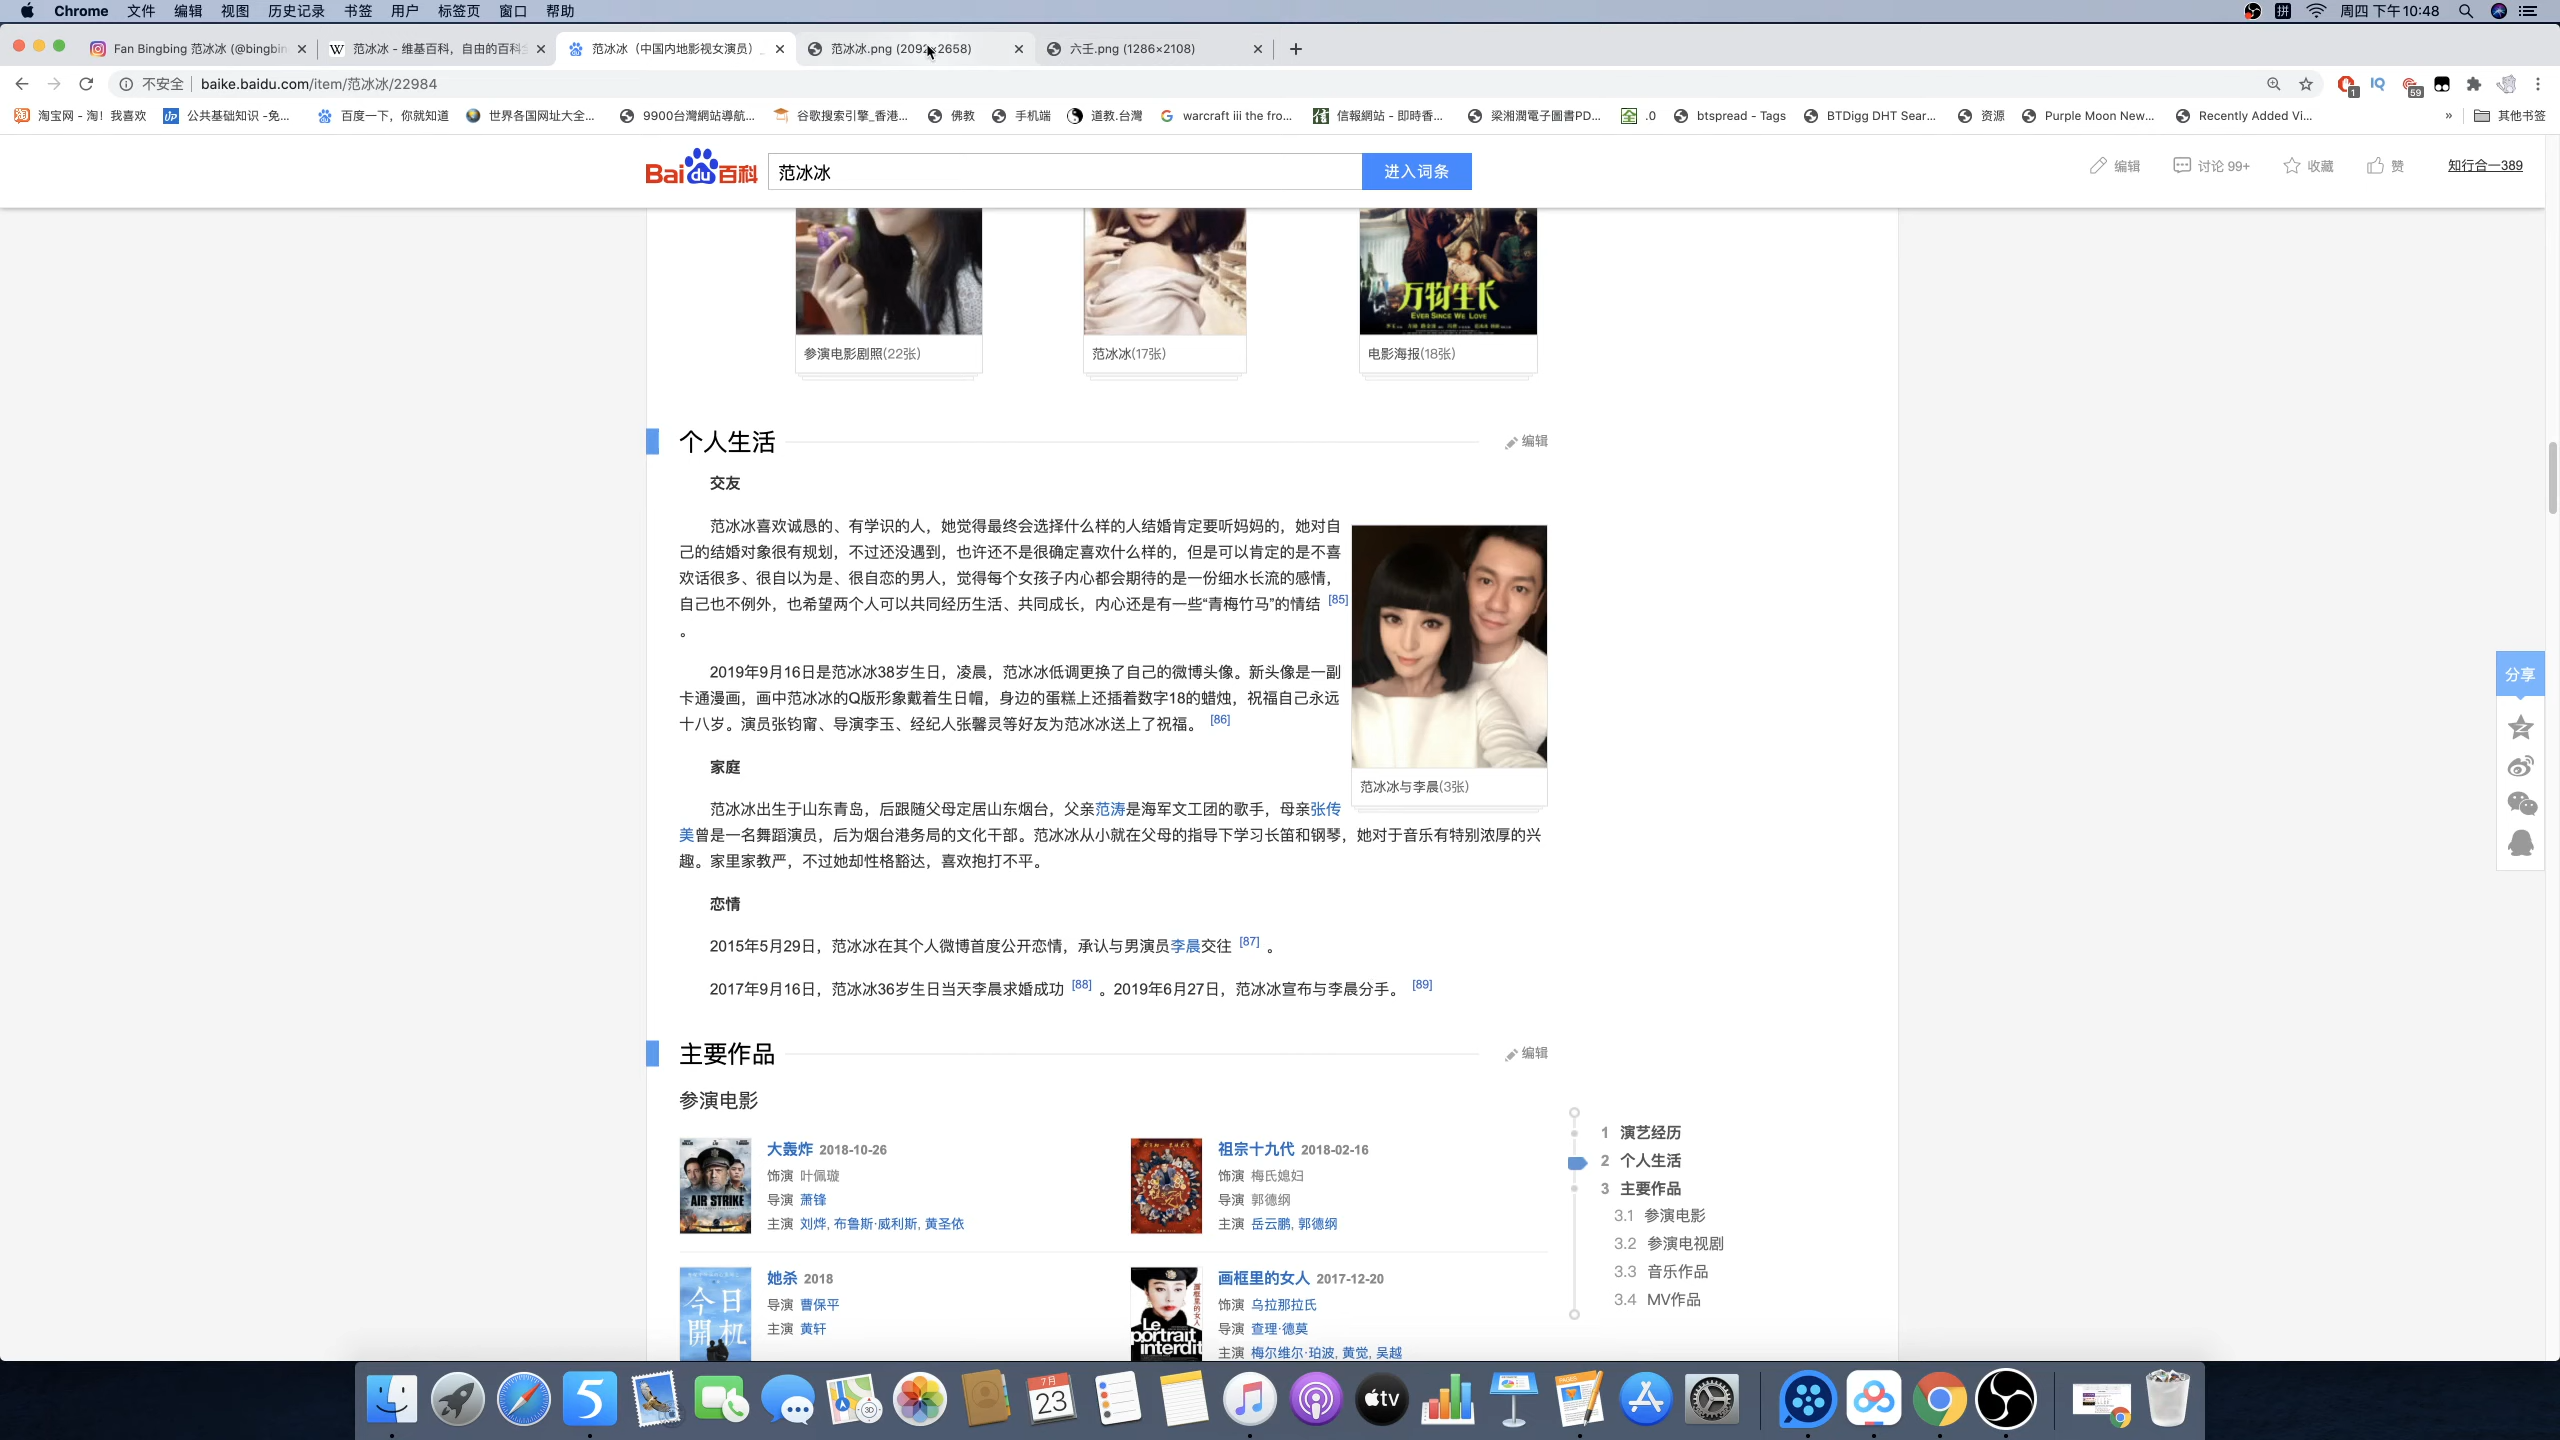 Chrome 文件 编辑 视图 历史记录 书签 用户 标签页 窗口 帮助 周四 下午10:48
Fan Bingbing 范冰冰 (@bingbin 范冰冰 - 维基百科，自由的百科全 范冰冰（中国内地影视女演员）_ 范冰冰.png (2092×2658) 六壬.png (1286×2108)
不安全 baike.baidu.com/item/范冰冰/22984
淘宝网 - 淘！我喜欢 公共基础知识 -免... 百度一下，你就知道 世界各国网址大全... 9900台灣網站導航... 谷歌搜索引擎_香港... 佛教 手机端 道教.台灣 warcraft iii the fro... 信報網站 - 即時香... 梁湘潤電子圖書PD... .0 btspread - Tags BTDigg DHT Sear... 资源 Purple Moon New... Recently Added Vi... » 其他书签
Bai du 百科 范冰冰 进入词条 编辑 讨论 99+ 收藏 赞 知行合一389
万物生长
EVER SINCE WE LOVE
参演电影剧照(22张) 范冰冰(17张) 电影海报(18张)
个人生活 编辑
交友
范冰冰喜欢诚恳的、有学识的人，她觉得最终会选择什么样的人结婚肯定要听妈妈的，她对自
己的结婚对象很有规划，不过还没遇到，也许还不是很确定喜欢什么样的，但是可以肯定的是不喜
欢话很多、很自以为是、很自恋的男人，觉得每个女孩子内心都会期待的是一份细水长流的感情，
自己也不例外，也希望两个人可以共同经历生活、共同成长，内心还是有一些“青梅竹马”的情结 [85]
。
2019年9月16日是范冰冰38岁生日，凌晨，范冰冰低调更换了自己的微博头像。新头像是一副
卡通漫画，画中范冰冰的Q版形象戴着生日帽，身边的蛋糕上还插着数字18的蜡烛，祝福自己永远
十八岁。演员张钧甯、导演李玉、经纪人张馨灵等好友为范冰冰送上了祝福。 [86]
范冰冰与李晨(3张)
家庭
范冰冰出生于山东青岛，后跟随父母定居山东烟台，父亲范涛是海军文工团的歌手，母亲张传
美曾是一名舞蹈演员，后为烟台港务局的文化干部。范冰冰从小就在父母的指导下学习长笛和钢琴，她对于音乐有特别浓厚的兴
趣。家里家教严，不过她却性格豁达，喜欢抱打不平。
恋情
2015年5月29日，范冰冰在其个人微博首度公开恋情，承认与男演员李晨交往 [87] 。
2017年9月16日，范冰冰36岁生日当天李晨求婚成功 [88] 。2019年6月27日，范冰冰宣布与李晨分手。 [89]
主要作品 编辑
参演电影
大轰炸 2018-10-26
饰演 叶佩璇
导演 萧锋
主演 刘烨, 布鲁斯·威利斯, 黄圣依
AIR STRIKE
祖宗十九代 2018-02-16
饰演 梅氏媳妇
导演 郭德纲
主演 岳云鹏, 郭德纲
她杀 2018
导演 曹保平
主演 黄轩
今日
開机
画框里的女人 2017-12-20
饰演 乌拉那拉氏
导演 查理·德莫
主演 梅尔维尔·珀波, 黄觉, 吴越
画框里的女人
Le
portrait
interdit
1 演艺经历
2 个人生活
3 主要作品
3.1 参演电影
3.2 参演电视剧
3.3 音乐作品
3.4 MV作品
分享
7月
23
tv